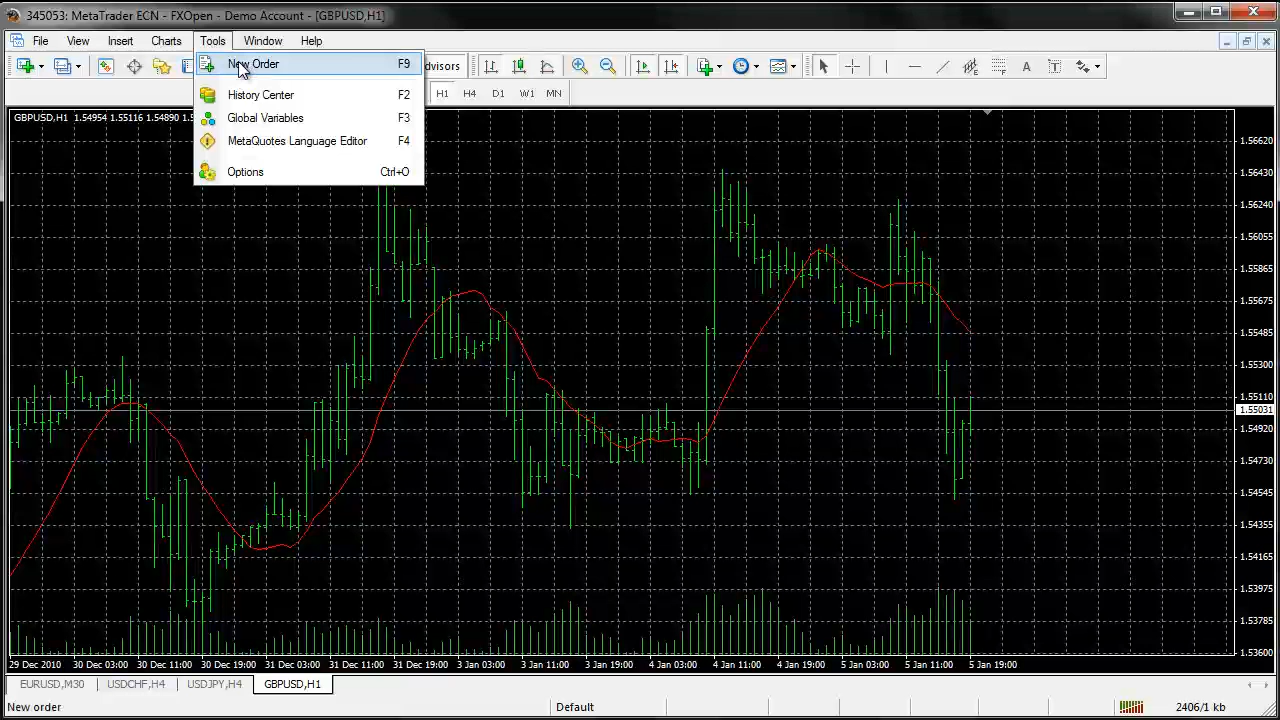 345053: MetaTrader ECN - FXOpen - Demo Account - [GBPUSD,H1]
File View Insert Charts Tools Window Help
New Order F9
History Center F2
Global Variables F3
MetaQuotes Language Editor F4
Options Ctrl+O
dvisors
H1 H4 D1 W1 MN
GBPUSD,H1 1.54954 1.55116 1.54890 1.5
1.56620
1.56430
1.56240
1.56055
1.55865
1.55675
1.55485
1.55300
1.55110
1.55031
1.54920
1.54730
1.54545
1.54355
1.54165
1.53975
1.53785
1.53600
29 Dec 2010 30 Dec 03:00 30 Dec 11:00 30 Dec 19:00 31 Dec 03:00 31 Dec 11:00 31 Dec 19:00 3 Jan 03:00 3 Jan 11:00 3 Jan 19:00 4 Jan 03:00 4 Jan 11:00 4 Jan 19:00 5 Jan 03:00 5 Jan 11:00 5 Jan 19:00
EURUSD,M30 USDCHF,H4 USDJPY,H4 GBPUSD,H1
New order Default 2406/1 kb